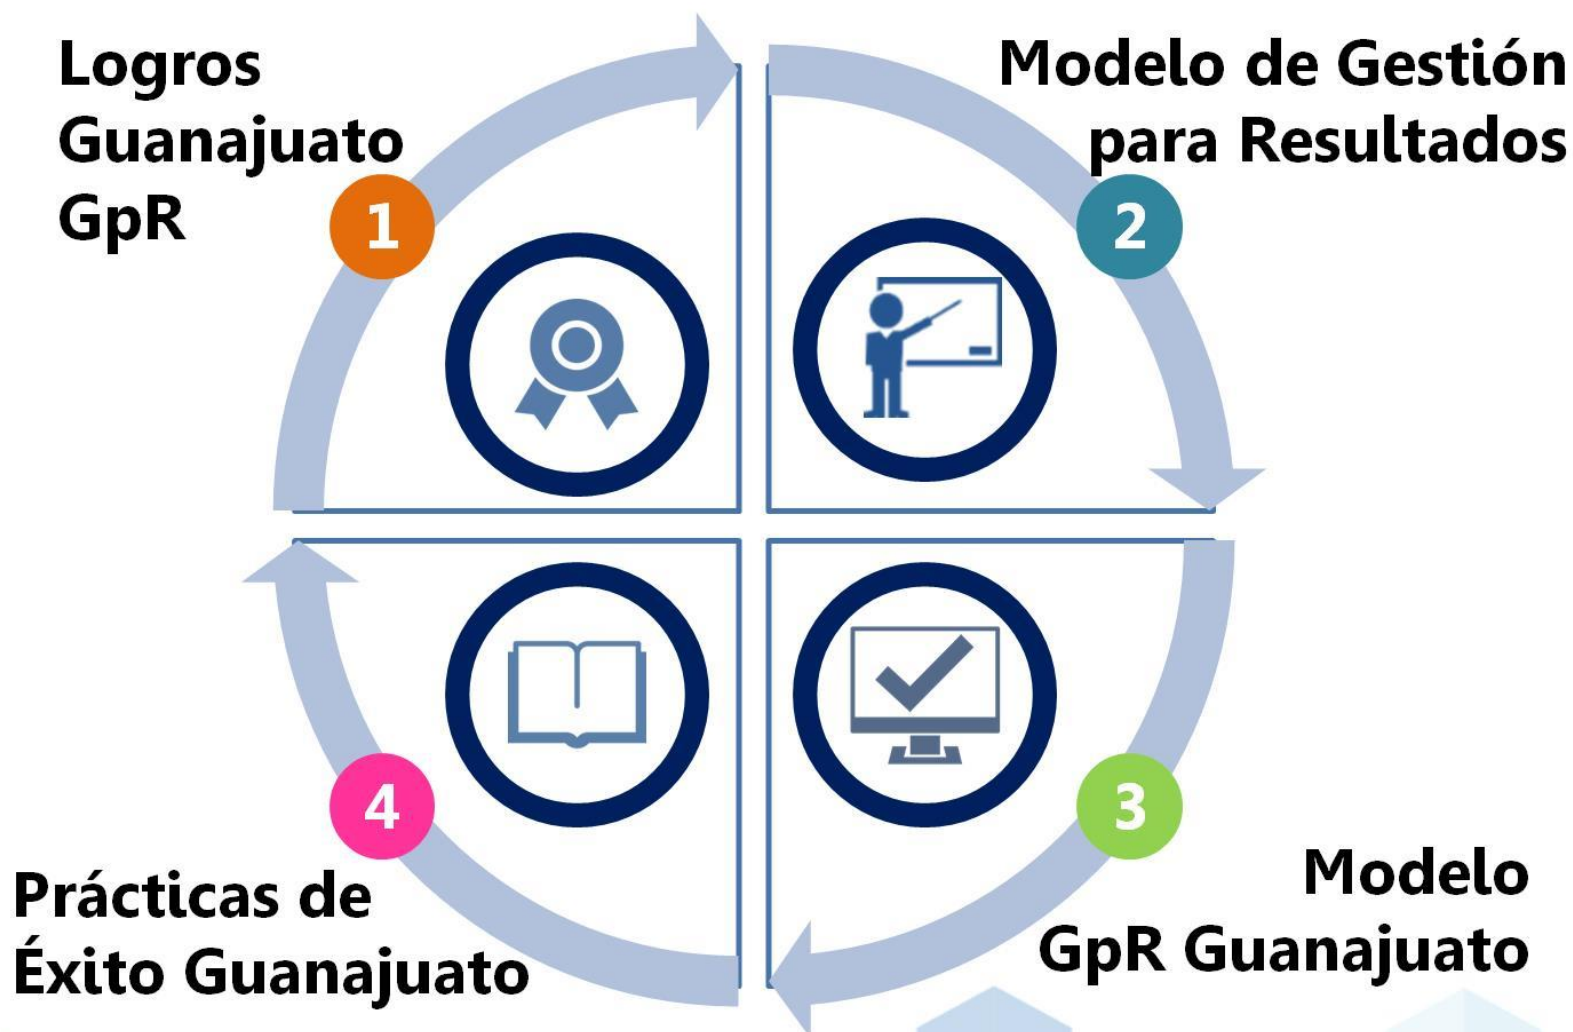 Logros
Guanajuato
GpR
1
Modelo de Gestión
para Resultados
2
3
Modelo
GpR Guanajuato
4
Prácticas de
Éxito Guanajuato